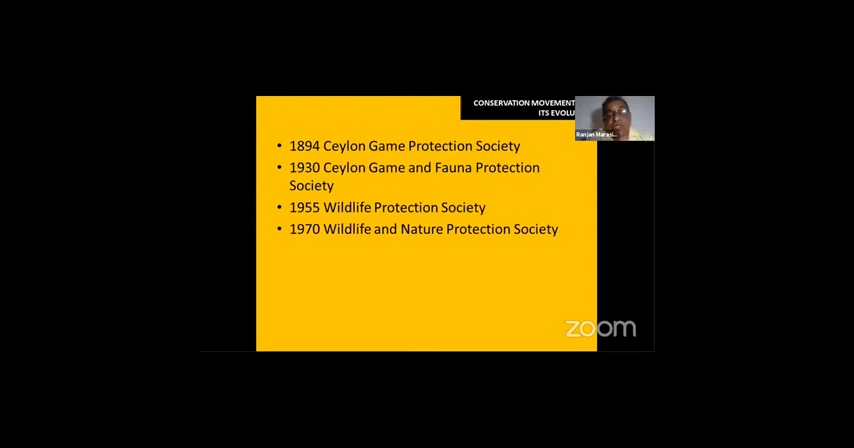 CONSERVATION MOVEMENT
ITS EVOLU
Ranjan Marasi...
• 1894 Ceylon Game Protection Society
• 1930 Ceylon Game and Fauna Protection
Society
• 1955 Wildlife Protection Society
• 1970 Wildlife and Nature Protection Society
zoom